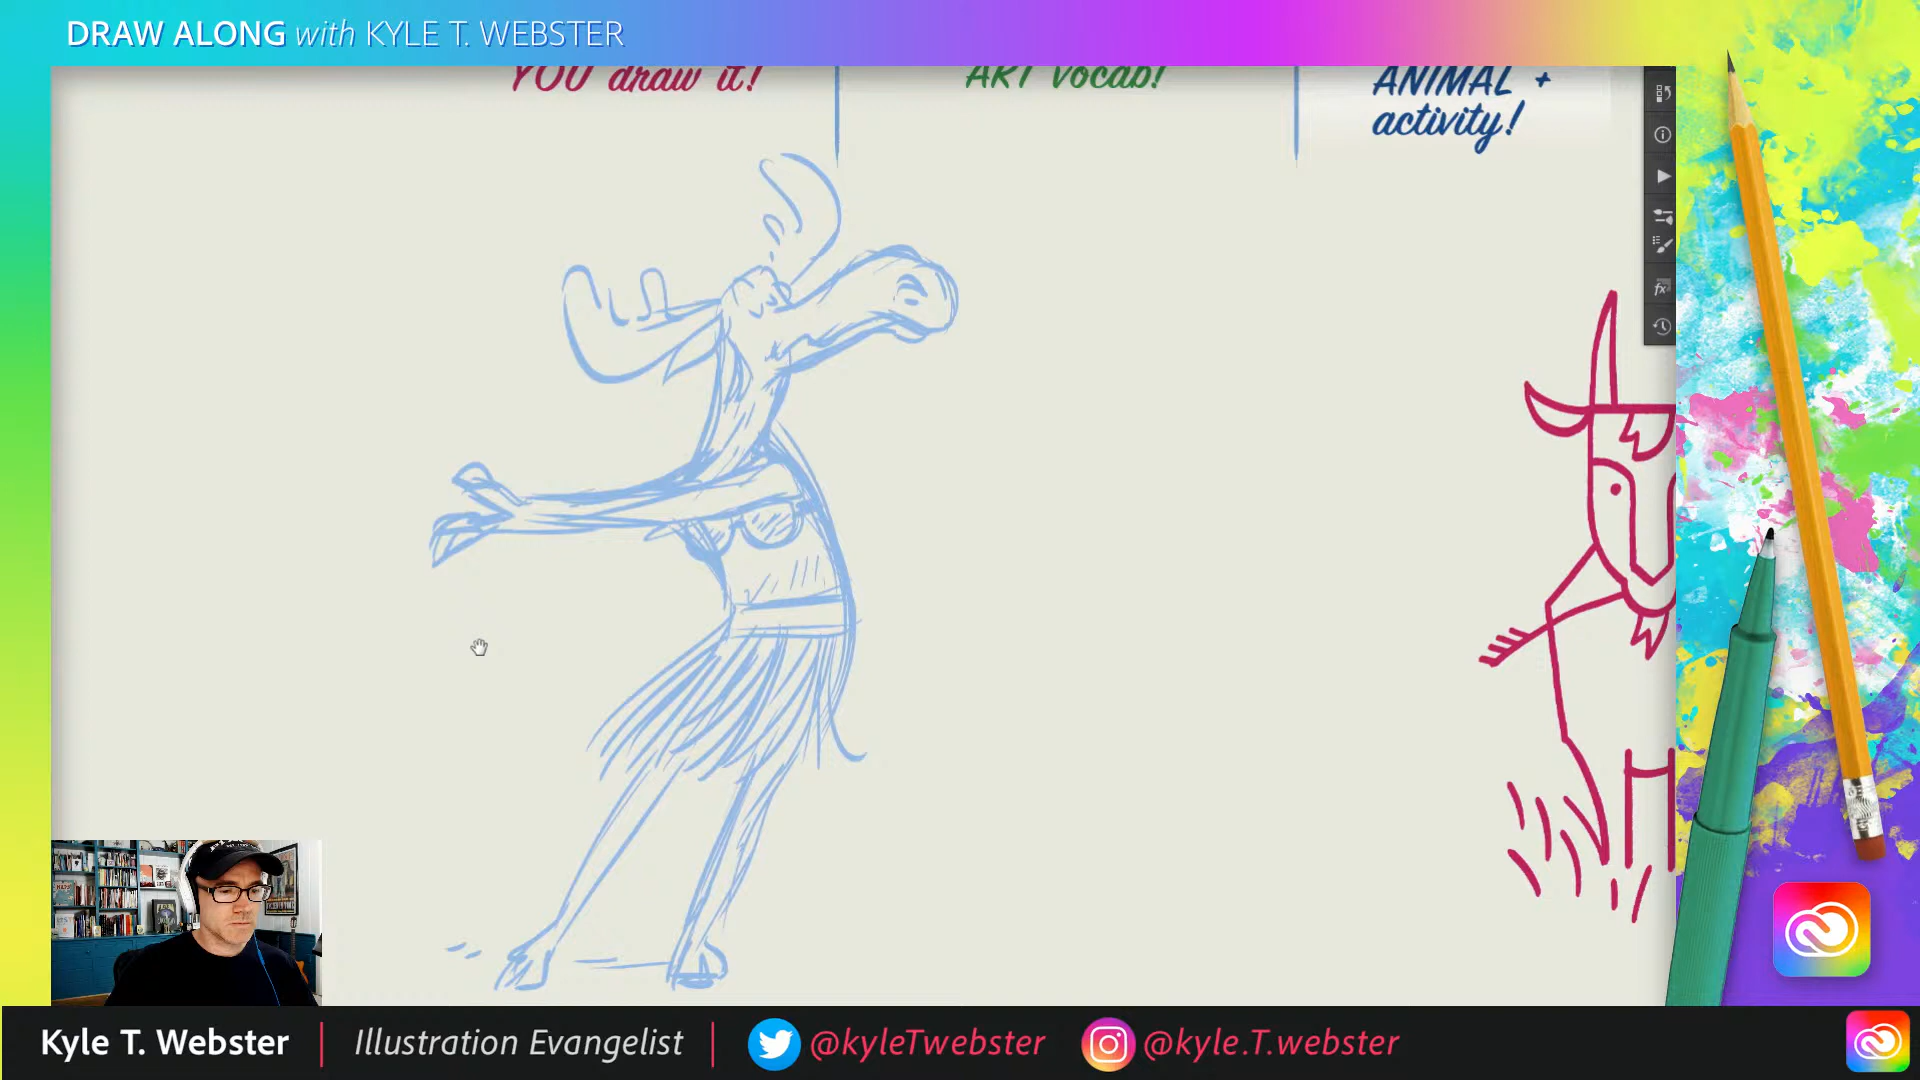 DRAW ALONG with KYLE T. WEBSTER
YOU draw it!
ART vocab!
ANIMAL +
activity!
fx
Kyle T. Webster | Illustration Evangelist | @kyleTwebster @kyle.T.webster